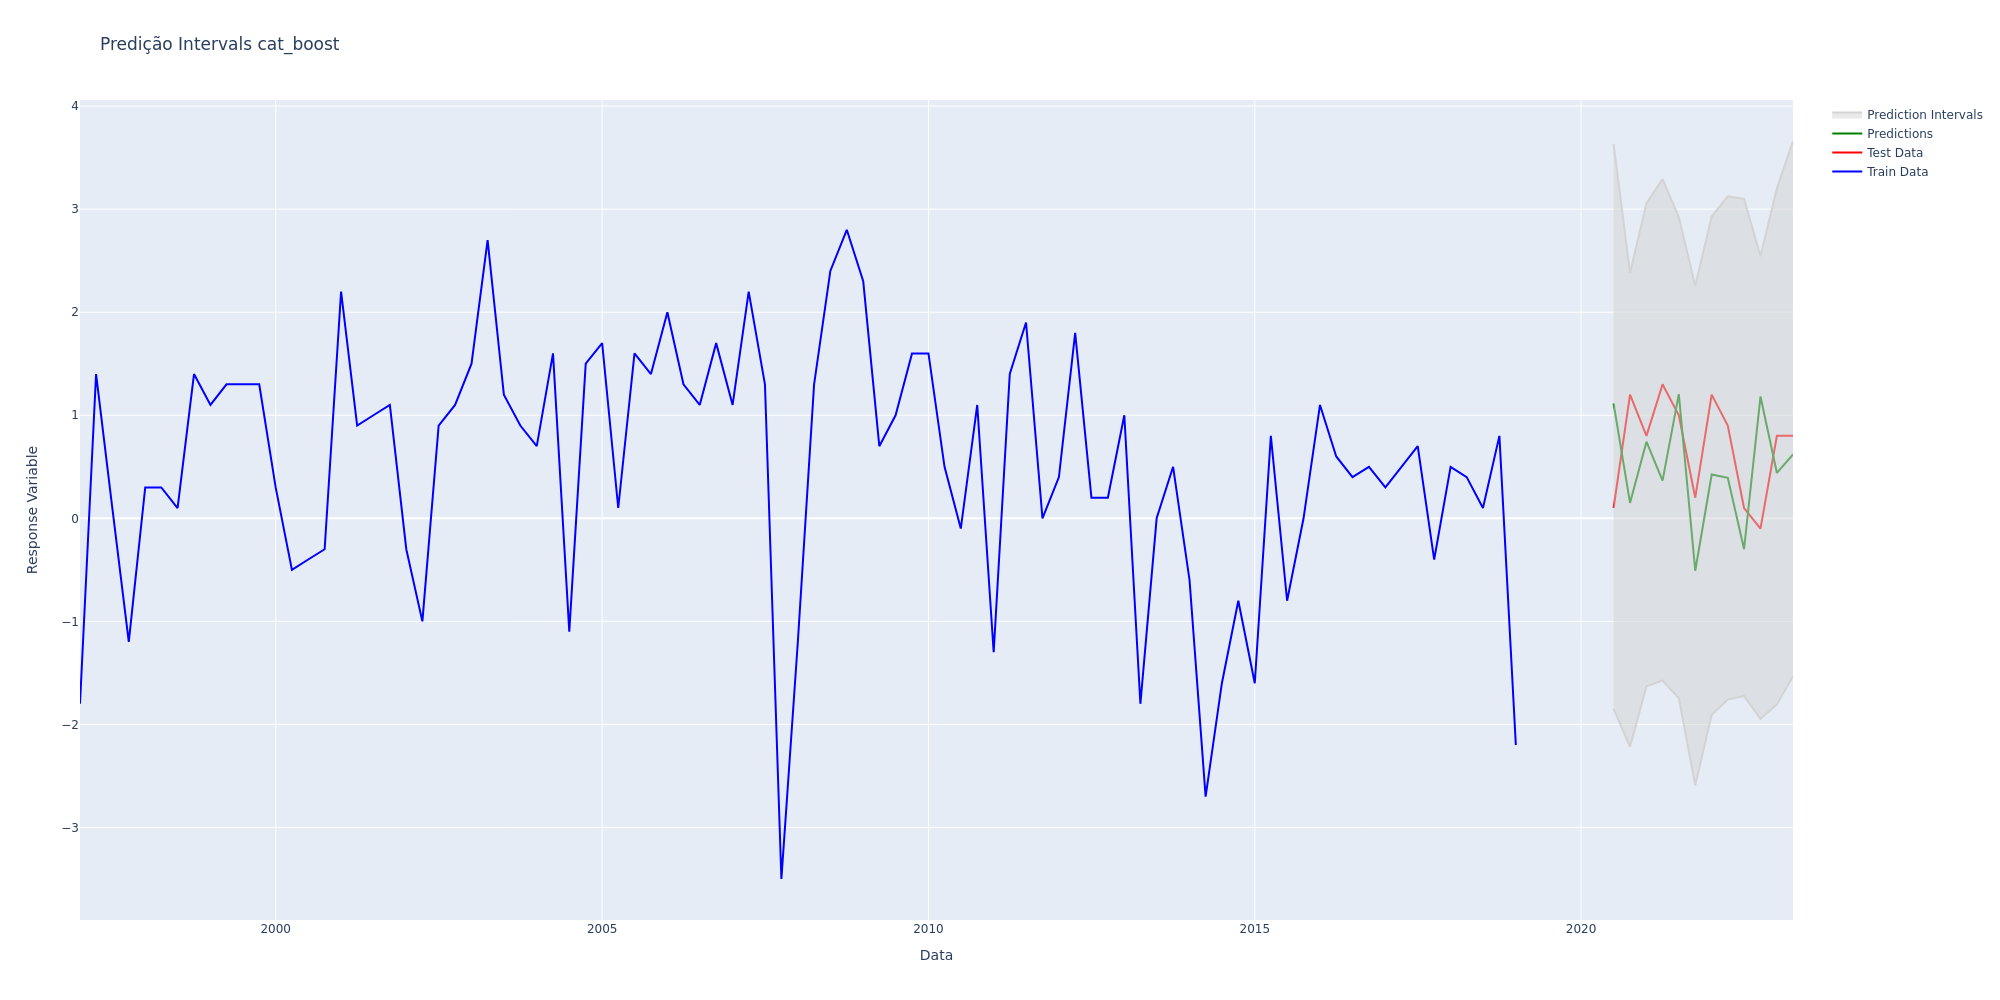 Predição Intervals cat_boost
4
3
2
1
0
−1
−2
−3
Response Variable
2000
2005
2010
2015
2020
Data
Prediction Intervals
Predictions
Test Data
Train Data